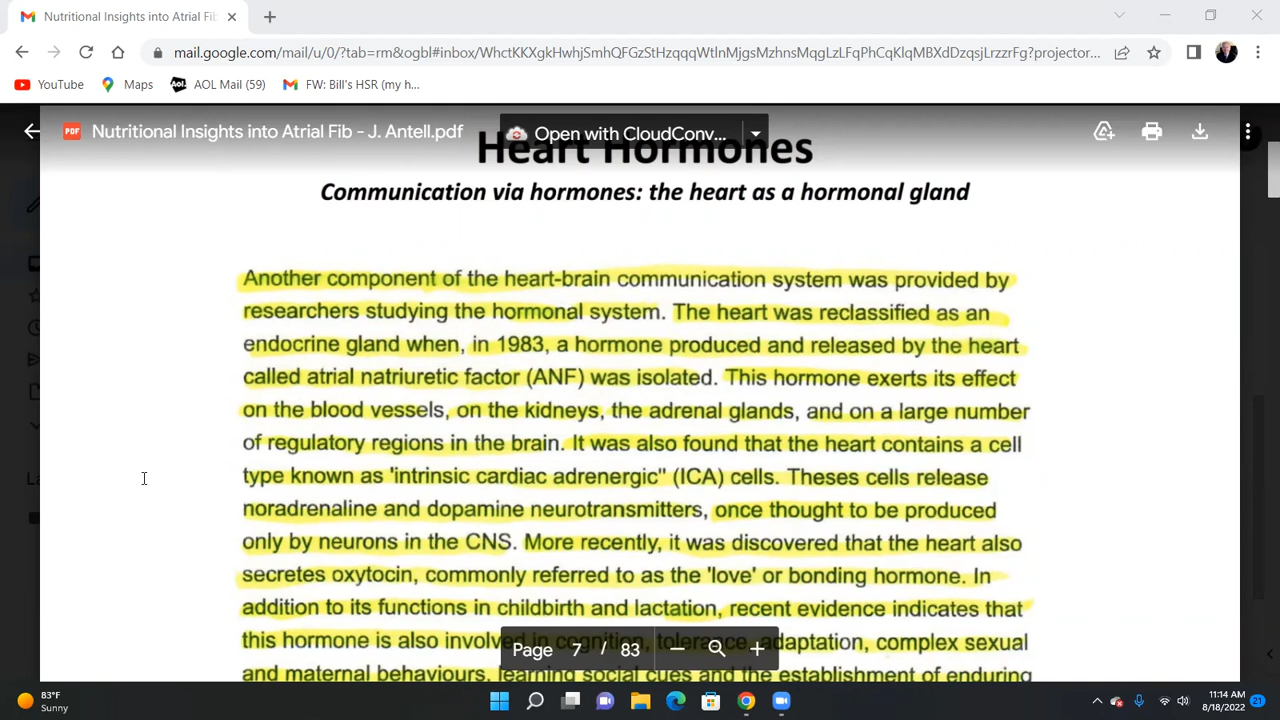 Nutritional Insights into Atrial Fib
mail.google.com/mail/u/0/?tab=rm&ogbl#inbox/WhctKKXgkHwhjSmhQFGzStHzqqqWtlnMjgsMzhnsMqgLzLFqPhCqKlqMBXdDzqsjLrzzrFg?projector...
YouTube Maps AOL Mail (59) FW: Bill's HSR (my h...
PDF Nutritional Insights into Atrial Fib - J. Antell.pdf Open with CloudConv...
Heart Hormones
Communication via hormones: the heart as a hormonal gland
Another component of the heart-brain communication system was provided by
researchers studying the hormonal system. The heart was reclassified as an
endocrine gland when, in 1983, a hormone produced and released by the heart
called atrial natriuretic factor (ANF) was isolated. This hormone exerts its effect
on the blood vessels, on the kidneys, the adrenal glands, and on a large number
of regulatory regions in the brain. It was also found that the heart contains a cell
type known as 'intrinsic cardiac adrenergic" (ICA) cells. Theses cells release
noradrenaline and dopamine neurotransmitters, once thought to be produced
only by neurons in the CNS. More recently, it was discovered that the heart also
secretes oxytocin, commonly referred to as the 'love' or bonding hormone. In
addition to its functions in childbirth and lactation, recent evidence indicates that
this hormone is also involved in cognition, tolerance, adaptation, complex sexual
and maternal behaviours, learning social cues and the establishment of enduring
Page 7 / 83
83°F
Sunny
11:14 AM
8/18/2022
21